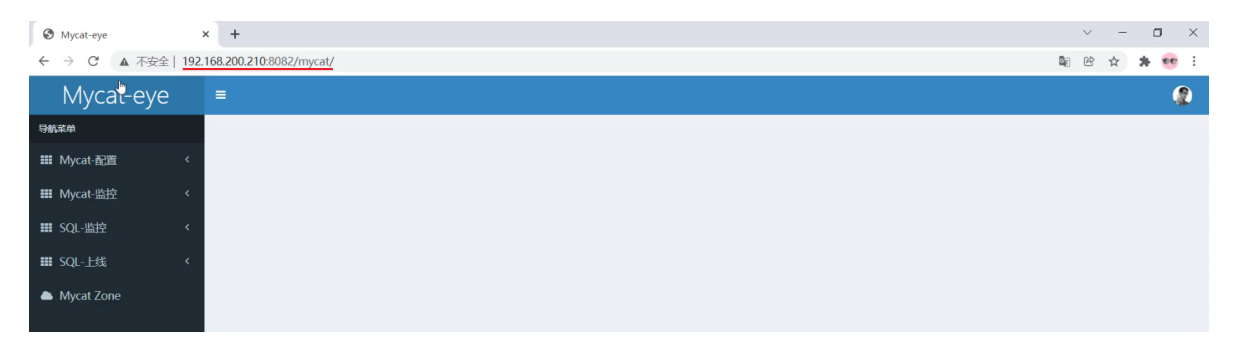 Mycat-eye
不安全 | 192.168.200.210:8082/mycat/
Mycat-eye
导航菜单
Mycat-配置
Mycat-监控
SQL-监控
SQL-上线
Mycat Zone